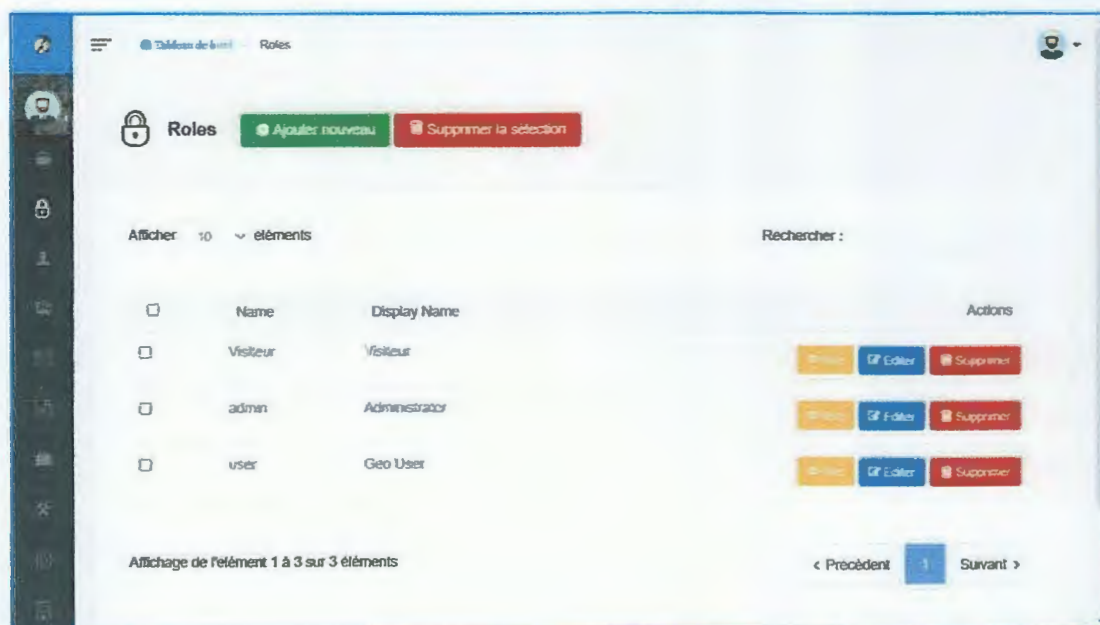 Tableau de bord Roles
Roles
Ajouter nouveau
Supprimer la sélection
Afficher 10 eléments
Rechercher :
Name Display Name Actions
Visiteur Visiteur Editer Supprimer
admin Administrator Editer Supprimer
user Geo User Editer Supprimer
Affichage de l'elément 1 à 3 sur 3 éléments
‹ Précédent 1 Suivant ›